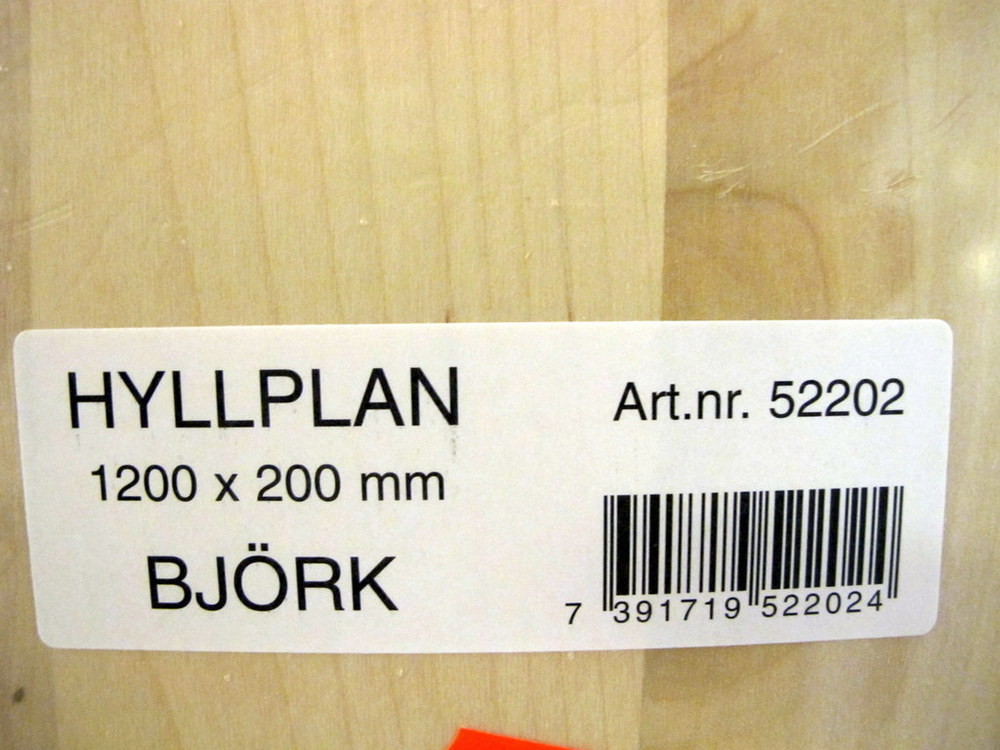 HYLLPLAN
1200 x 200 mm
BJÖRK
Art.nr. 52202
7 391719 522024